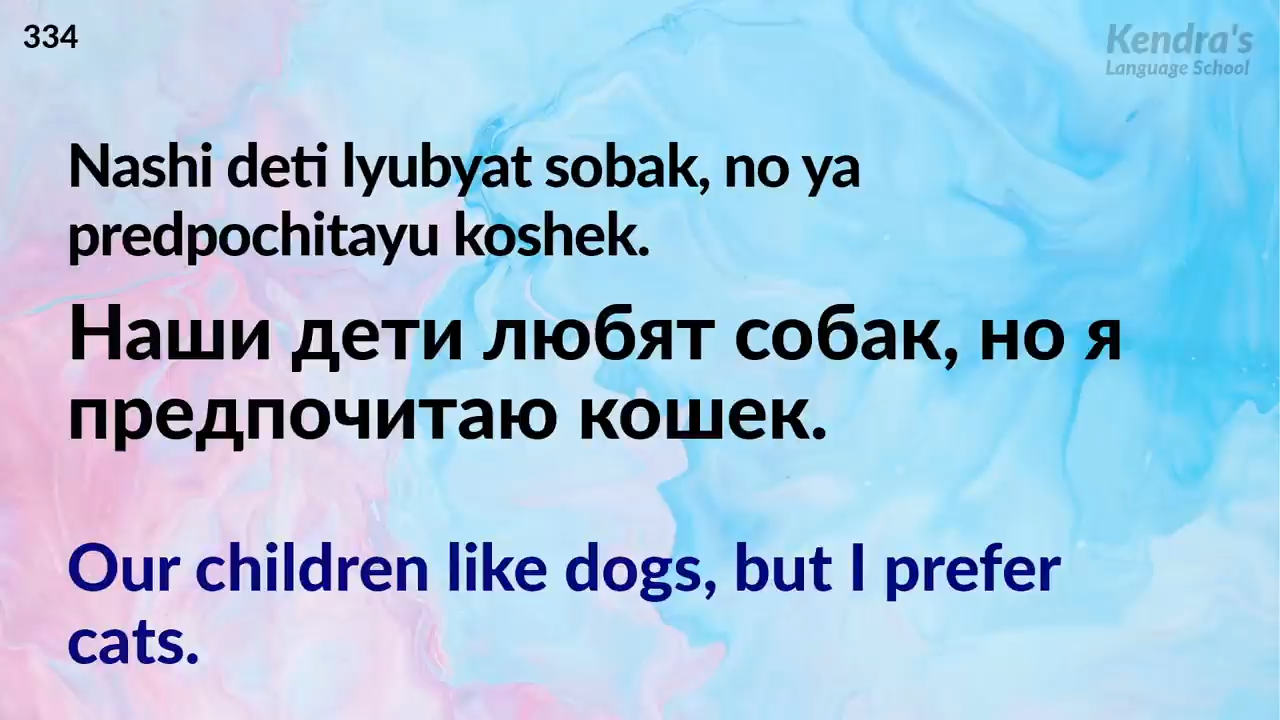 334
Kendra's
Language School
Nashi deti lyubyat sobak, no ya
predpochitayu koshek.
Наши дети любят собак, но я
предпочитаю кошек.
Our children like dogs, but I prefer
cats.